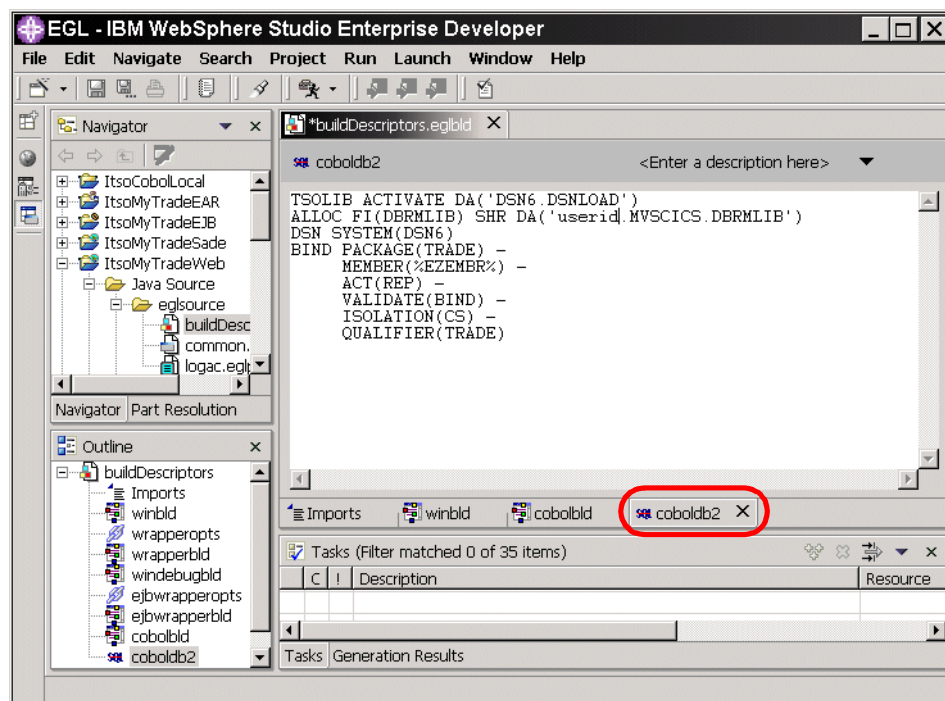 EGL - IBM WebSphere Studio Enterprise Developer
File Edit Navigate Search Project Run Launch Window Help
Navigator
ItsoCobolLocal
ItsoMyTradeEAR
ItsoMyTradeEJB
ItsoMyTradeSade
ItsoMyTradeWeb
Java Source
eglsource
buildDesc
common.
logac.egl
Navigator Part Resolution
Outline
buildDescriptors
Imports
winbld
wrapperopts
wrapperbld
windebugbld
ejbwrapperopts
ejbwrapperbld
cobolbld
coboldb2
*buildDescriptors.eglbld
SQL coboldb2 <Enter a description here>
TSOLIB ACTIVATE DA('DSN6.DSNLOAD')
ALLOC FI(DBRMLIB) SHR DA('userid.MVSCICS.DBRMLIB')
DSN SYSTEM(DSN6)
BIND PACKAGE(TRADE) -
MEMBER(%EZEMBR%) -
ACT(REP) -
VALIDATE(BIND) -
ISOLATION(CS) -
QUALIFIER(TRADE)
Imports winbld cobolbld SQL coboldb2
Tasks (Filter matched 0 of 35 items)
C ! Description Resource
Tasks Generation Results